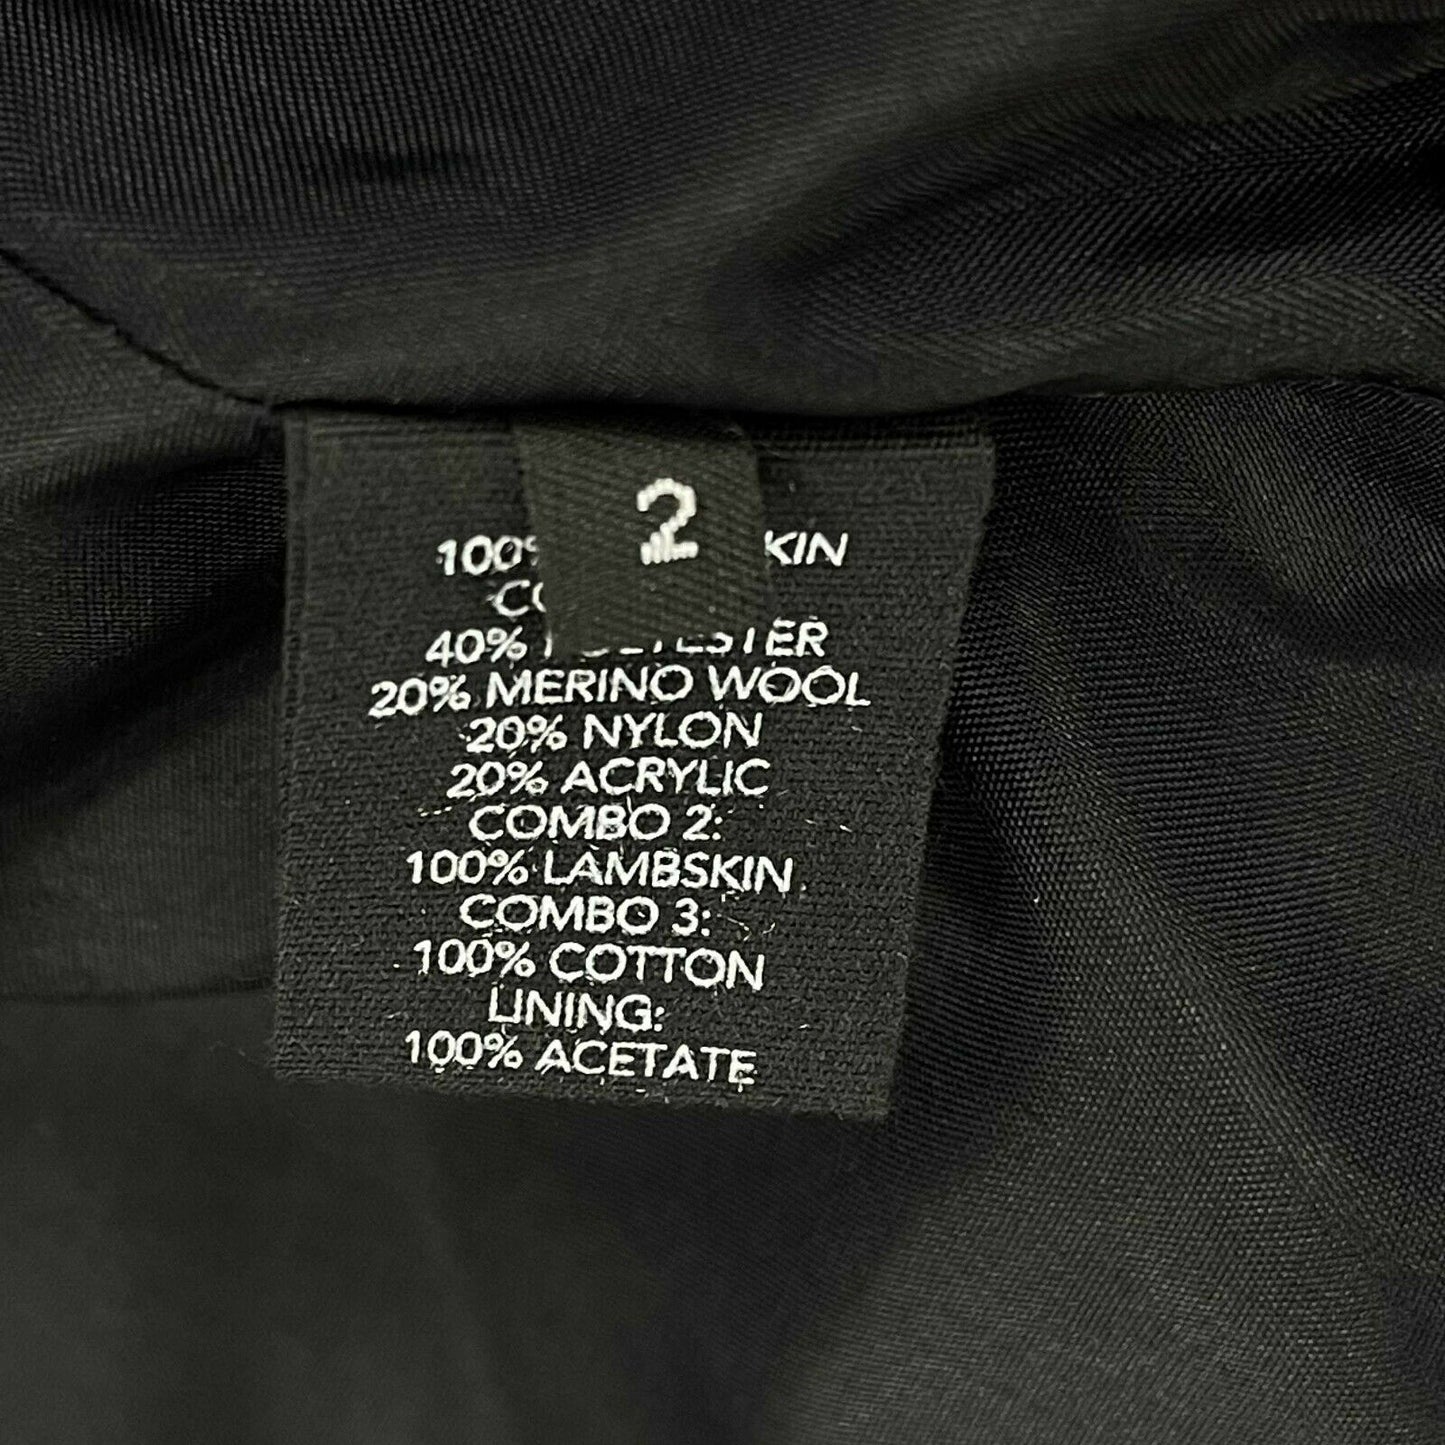 2
100%
40% POLYESTER
20% MERINO WOOL
20% NYLON
20% ACRYLIC
COMBO 2:
100% LAMBSKIN
COMBO 3:
100% COTTON
LINING:
100% ACETATE